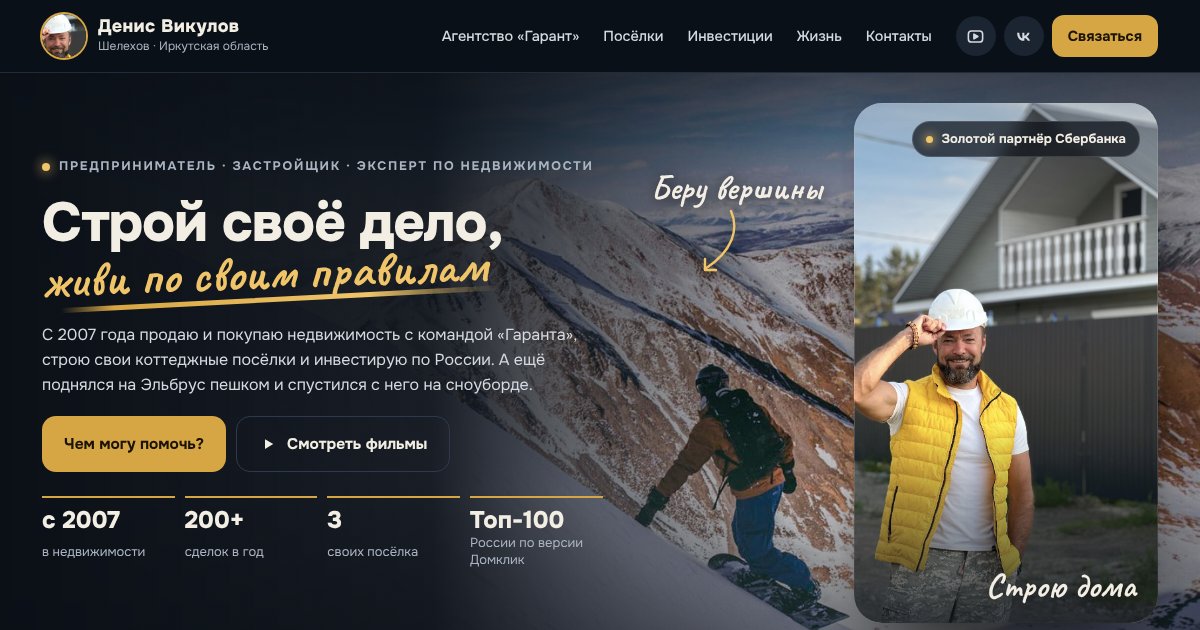 Денис Викулов
Шелехов · Иркутская область
Агентство «Гарант»
Посёлки
Инвестиции
Жизнь
Контакты
Связаться
ПРЕДПРИНИМАТЕЛЬ · ЗАСТРОЙЩИК · ЭКСПЕРТ ПО НЕДВИЖИМОСТИ
Строй своё дело,
живи по своим правилам
С 2007 года продаю и покупаю недвижимость с командой «Гаранта»,
строю свои коттеджные посёлки и инвестирую по России. А ещё
поднялся на Эльбрус пешком и спустился с него на сноуборде.
Чем могу помочь?
Смотреть фильмы
с 2007
в недвижимости
200+
сделок в год
3
своих посёлка
Топ-100
России по версии
Домклик
Беру вершины
Золотой партнёр Сбербанка
Строю дома